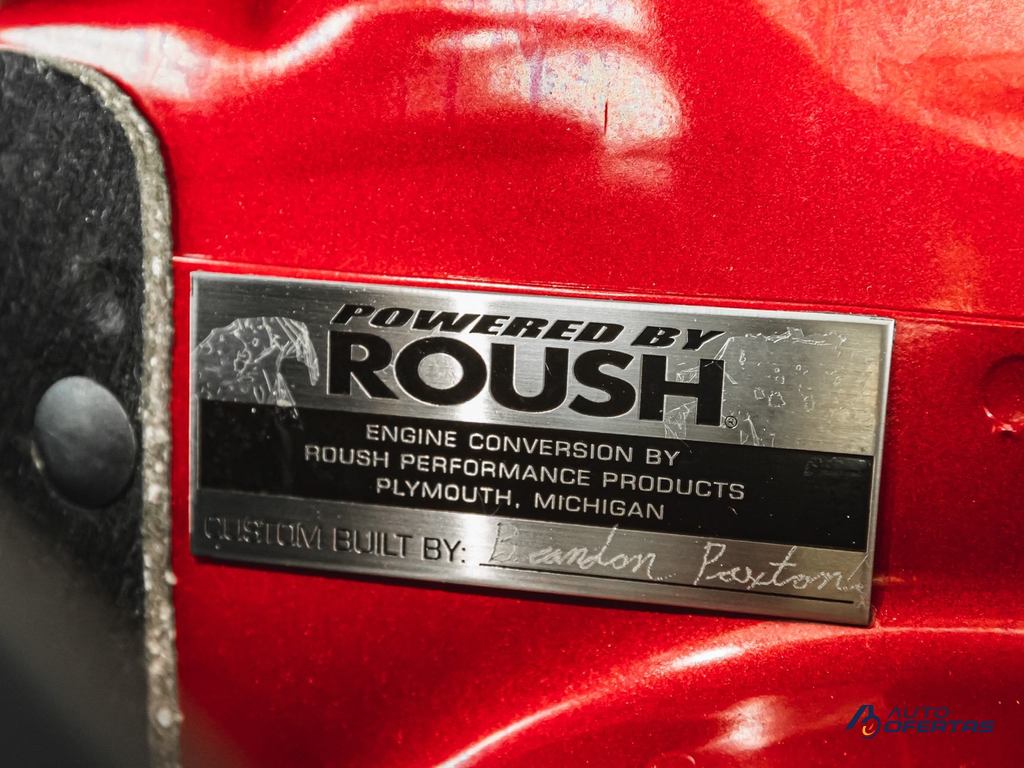 POWERED BY
ROUSH®
ENGINE CONVERSION BY
ROUSH PERFORMANCE PRODUCTS
PLYMOUTH, MICHIGAN
CUSTOM BUILT BY: Brandon Paxton
AUTO
OFERTAS